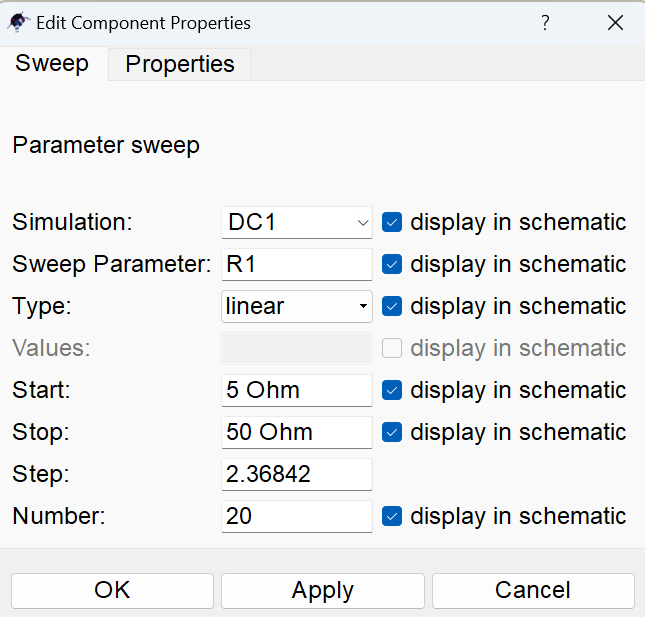 Edit Component Properties ?
Sweep Properties
Parameter sweep
Simulation: DC1 display in schematic
Sweep Parameter: R1 display in schematic
Type: linear display in schematic
Values: display in schematic
Start: 5 Ohm display in schematic
Stop: 50 Ohm display in schematic
Step: 2.36842
Number: 20 display in schematic
OK Apply Cancel